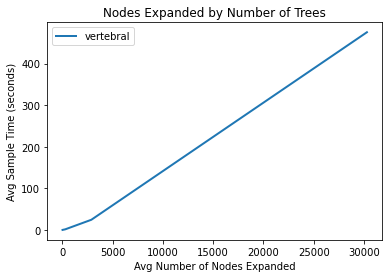 Nodes Expanded by Number of Trees
vertebral
Avg Sample Time (seconds)
400
300
200
100
0
0 5000 10000 15000 20000 25000 30000
Avg Number of Nodes Expanded